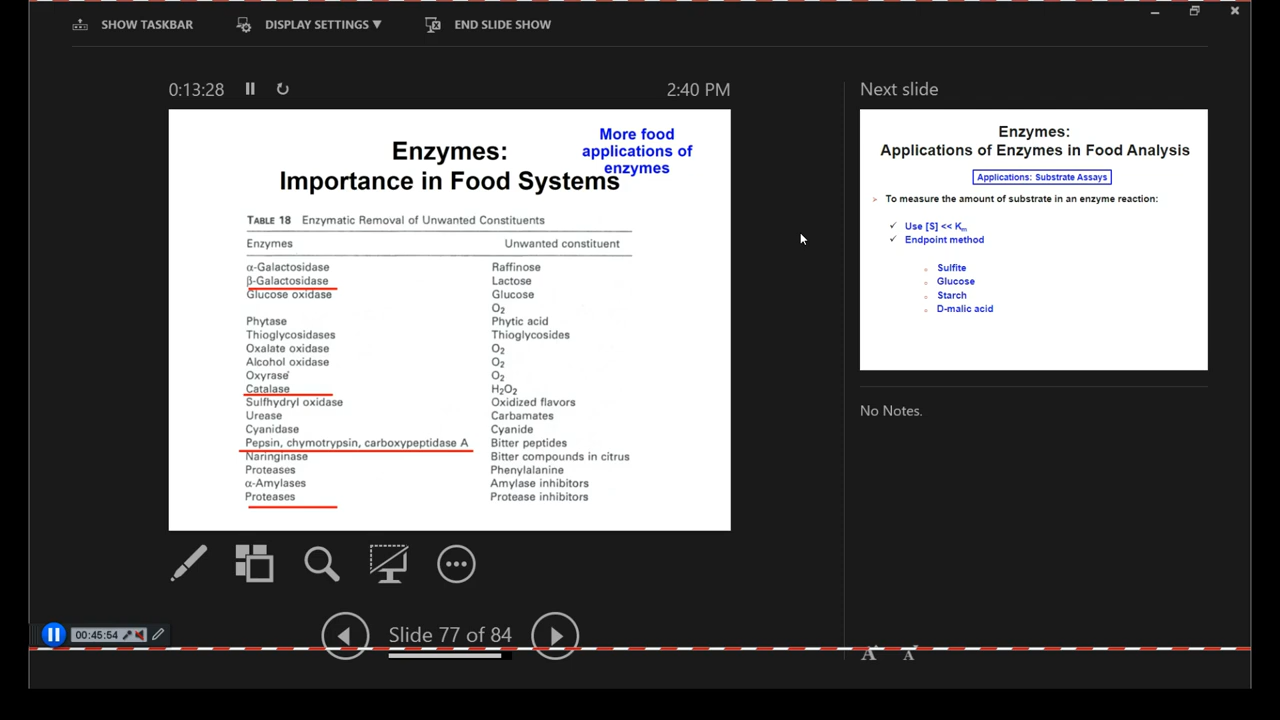 SHOW TASKBAR DISPLAY SETTINGS ▼ END SLIDE SHOW
0:13:28 2:40 PM
More food
applications of
enzymes
Enzymes:
Importance in Food Systems
TABLE 18 Enzymatic Removal of Unwanted Constituents
Enzymes Unwanted constituent
α-Galactosidase Raffinose
β-Galactosidase Lactose
Glucose oxidase Glucose
O2
Phytase Phytic acid
Thioglycosidases Thioglycosides
Oxalate oxidase O2
Alcohol oxidase O2
Oxyrase O2
Catalase H2O2
Sulfhydryl oxidase Oxidized flavors
Urease Carbamates
Cyanidase Cyanide
Pepsin, chymotrypsin, carboxypeptidase A Bitter peptides
Naringinase Bitter compounds in citrus
Proteases Phenylalanine
α-Amylases Amylase inhibitors
Proteases Protease inhibitors
Slide 77 of 84
00:45:54
Next slide
Enzymes:
Applications of Enzymes in Food Analysis
Applications: Substrate Assays
➢ To measure the amount of substrate in an enzyme reaction:
✓ Use [S] << Km
✓ Endpoint method
Sulfite
Glucose
Starch
D-malic acid
No Notes.
A A